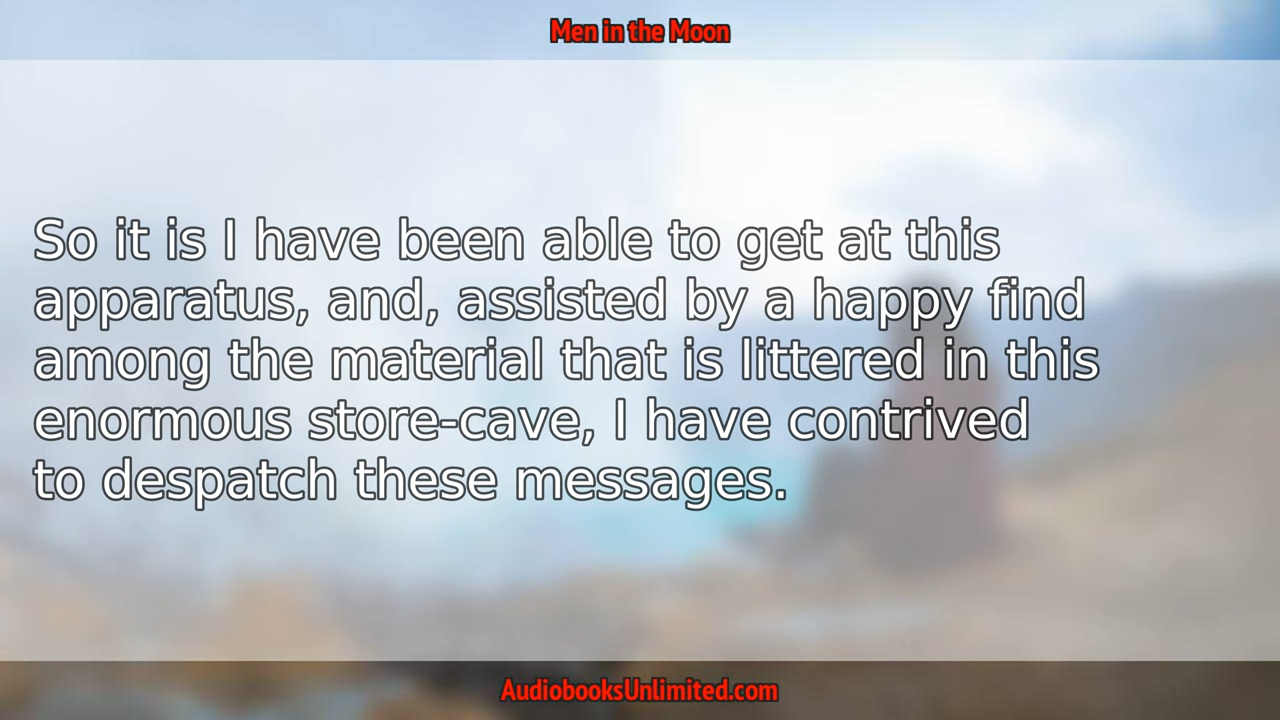 Men in the Moon
So it is I have been able to get at this
apparatus, and, assisted by a happy find
among the material that is littered in this
enormous store-cave, I have contrived
to despatch these messages.
AudiobooksUnlimited.com